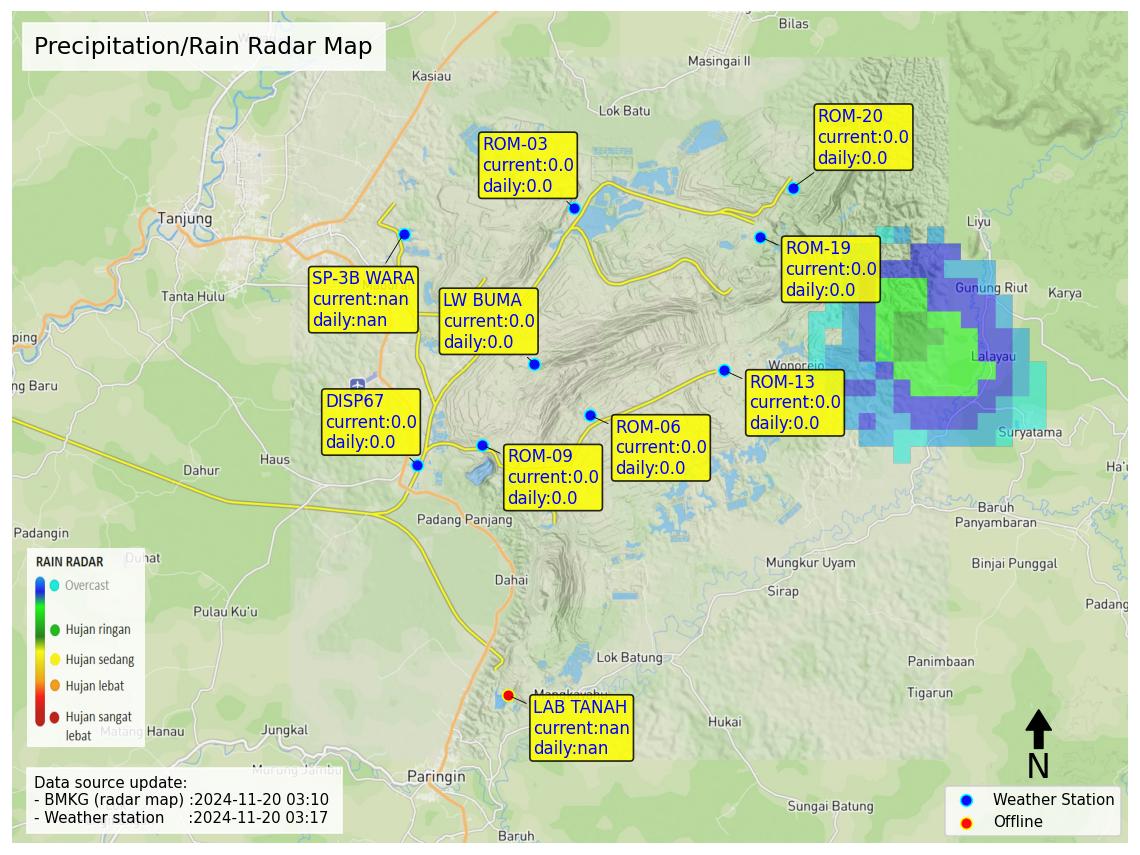 Precipitation/Rain Radar Map
Bilas
Masingai II
Kasiau
Lok Batu
ROM-20
current:0.0
daily:0.0
ROM-03
current:0.0
daily:0.0
Tanjung
Liyu
ROM-19
current:0.0
daily:0.0
SP-3B WARA
current:nan
daily:nan
Tanta Hulu
LW BUMA
current:0.0
daily:0.0
Gunung Riut
Karya
ping
Lalayau
Wonorejo
ng Baru
ROM-13
current:0.0
daily:0.0
DISP67
current:0.0
daily:0.0
ROM-06
current:0.0
daily:0.0
Suryatama
ROM-09
current:0.0
daily:0.0
Haus
Dahur
Ha'u
Padang Panjang
Baruh
Panyambaran
Padangin
Duhat
Mungkur Uyam
Binjai Punggal
Dahai
Sirap
Padang
Pulau Ku'u
RAIN RADAR
Overcast
Hujan ringan
Hujan sedang
Hujan lebat
Hujan sangat
lebat
Lok Batung
Panimbaan
Tigarun
Mangkayahu
LAB TANAH
current:nan
daily:nan
Matang Hanau
Jungkal
Hukai
Murung Jambu
Paringin
N
Data source update:
- BMKG (radar map) :2024-11-20 03:10
- Weather station :2024-11-20 03:17
Sungai Batung
Baruh
Weather Station
Offline